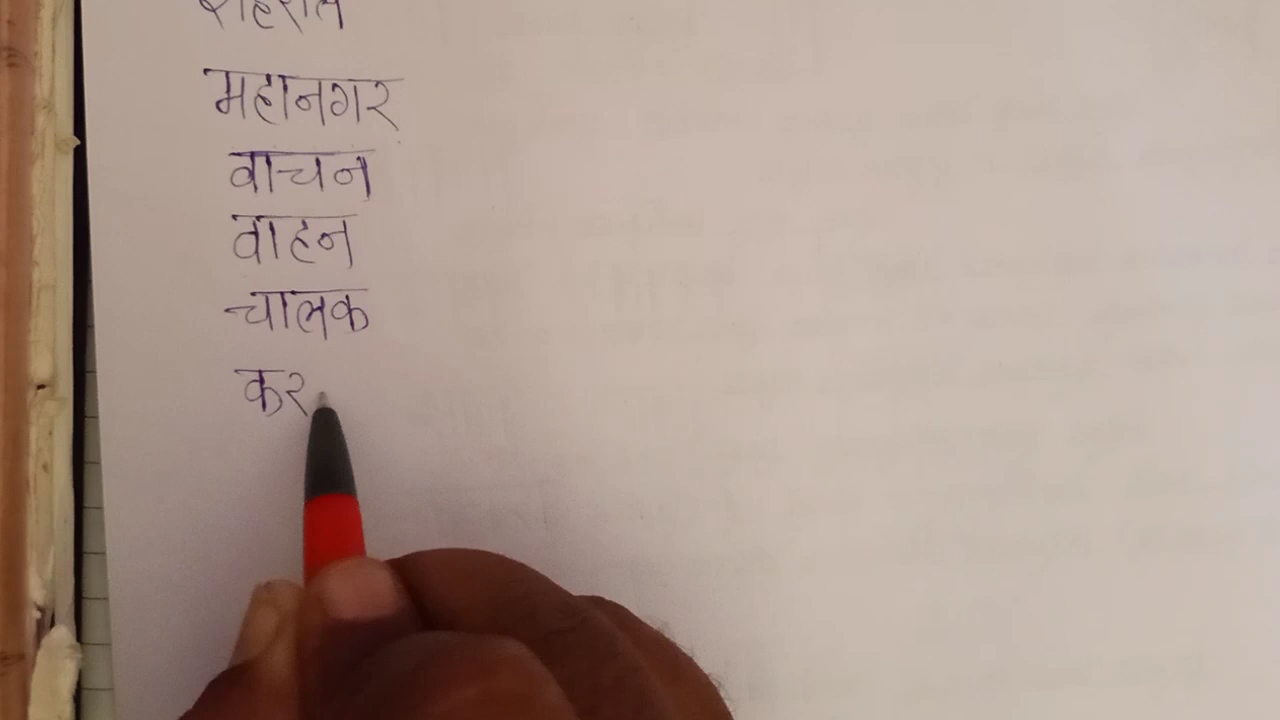 महानगर
वाचन
वाहन
चालक
कर